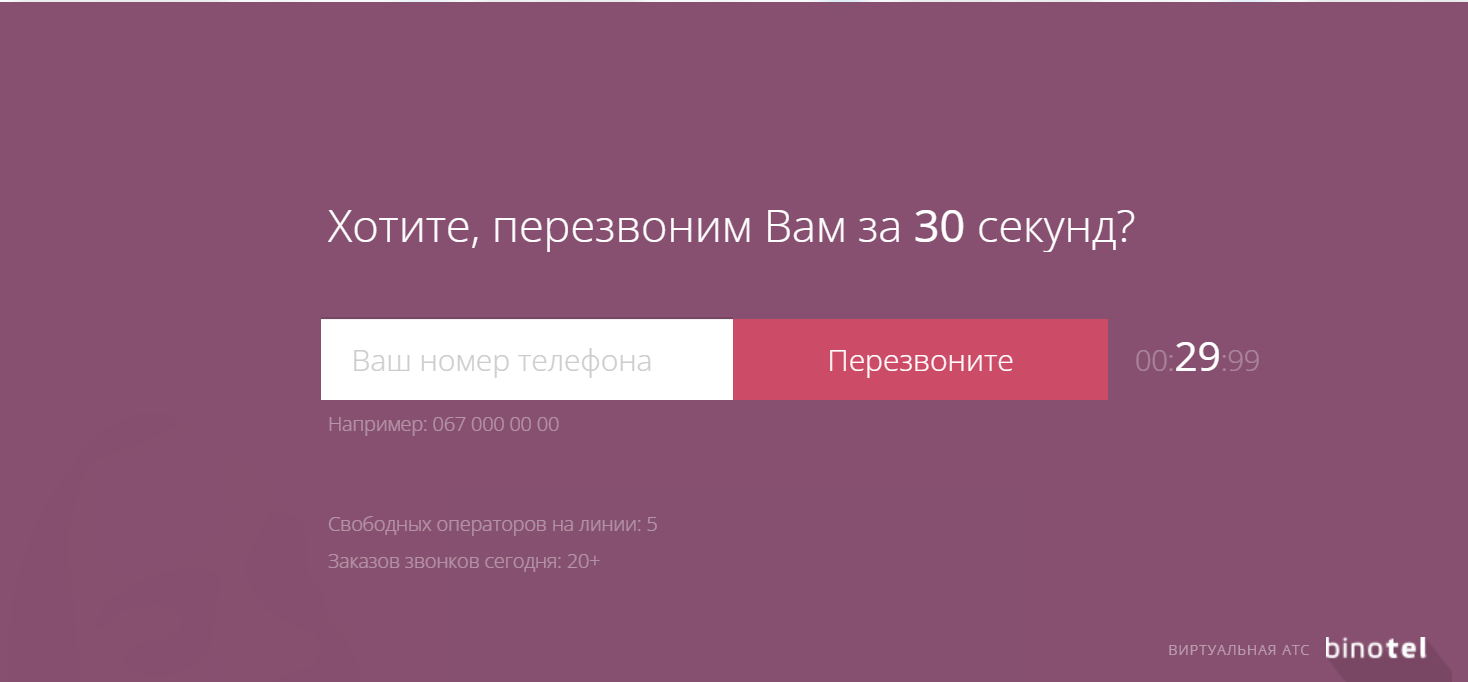 Хотите, перезвоним Вам за 30 секунд?
Ваш номер телефона
Перезвоните
00:29:99
Например: 067 000 00 00
Свободных операторов на линии: 5
Заказов звонков сегодня: 20+
ВИРТУАЛЬНАЯ АТС binotel